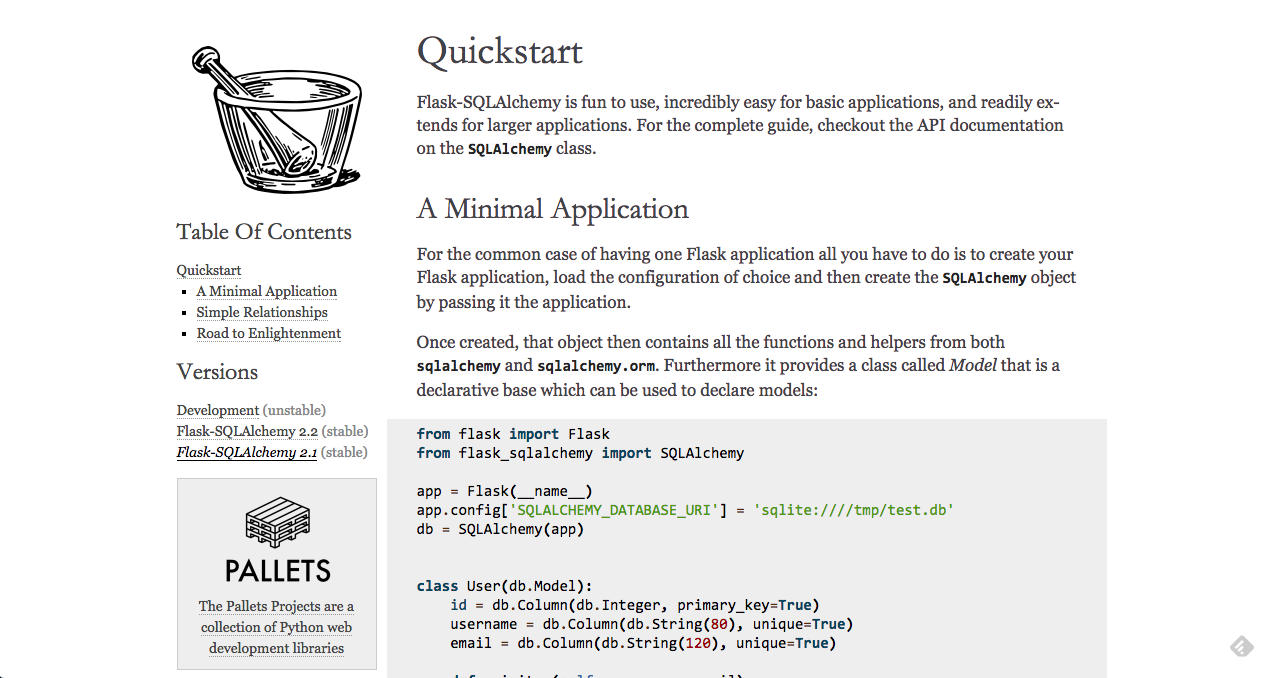 Quickstart
Flask-SQLAlchemy is fun to use, incredibly easy for basic applications, and readily ex-
tends for larger applications. For the complete guide, checkout the API documentation
on the SQLAlchemy class.
A Minimal Application
For the common case of having one Flask application all you have to do is to create your
Flask application, load the configuration of choice and then create the SQLAlchemy object
by passing it the application.
Once created, that object then contains all the functions and helpers from both
sqlalchemy and sqlalchemy.orm. Furthermore it provides a class called Model that is a
declarative base which can be used to declare models:
from flask import Flask
from flask_sqlalchemy import SQLAlchemy
app = Flask(__name__)
app.config['SQLALCHEMY_DATABASE_URI'] = 'sqlite:////tmp/test.db'
db = SQLAlchemy(app)
class User(db.Model):
    id = db.Column(db.Integer, primary_key=True)
    username = db.Column(db.String(80), unique=True)
    email = db.Column(db.String(120), unique=True)
Table Of Contents
Quickstart
A Minimal Application
Simple Relationships
Road to Enlightenment
Versions
Development (unstable)
Flask-SQLAlchemy 2.2 (stable)
Flask-SQLAlchemy 2.1 (stable)
PALLETS
The Pallets Projects are a
collection of Python web
development libraries